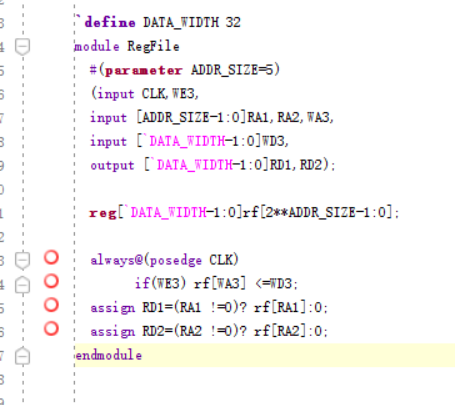 `define DATA_WIDTH 32
module RegFile
#(parameter ADDR_SIZE=5)
(input CLK,WE3,
input [ADDR_SIZE-1:0]RA1,RA2,WA3,
input [`DATA_WIDTH-1:0]WD3,
output [`DATA_WIDTH-1:0]RD1,RD2);
reg[`DATA_WIDTH-1:0]rf[2**ADDR_SIZE-1:0];
always@(posedge CLK)
if(WE3) rf[WA3] <=WD3;
assign RD1=(RA1 !=0)? rf[RA1]:0;
assign RD2=(RA2 !=0)? rf[RA2]:0;
endmodule